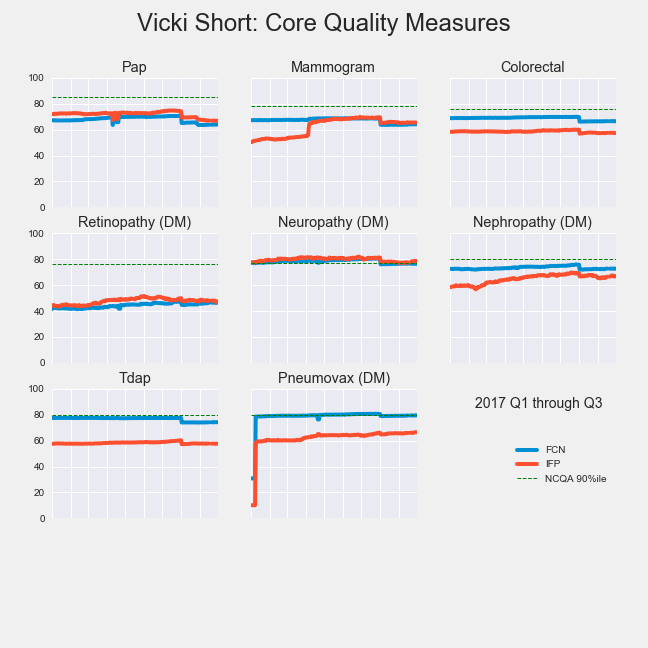 Vicki Short: Core Quality Measures
Pap
Mammogram
Colorectal
100
80
60
40
20
0
Retinopathy (DM)
Neuropathy (DM)
Nephropathy (DM)
100
80
60
40
20
0
Tdap
Pneumovax (DM)
100
80
60
40
20
0
2017 Q1 through Q3
FCN
IFP
NCQA 90%ile